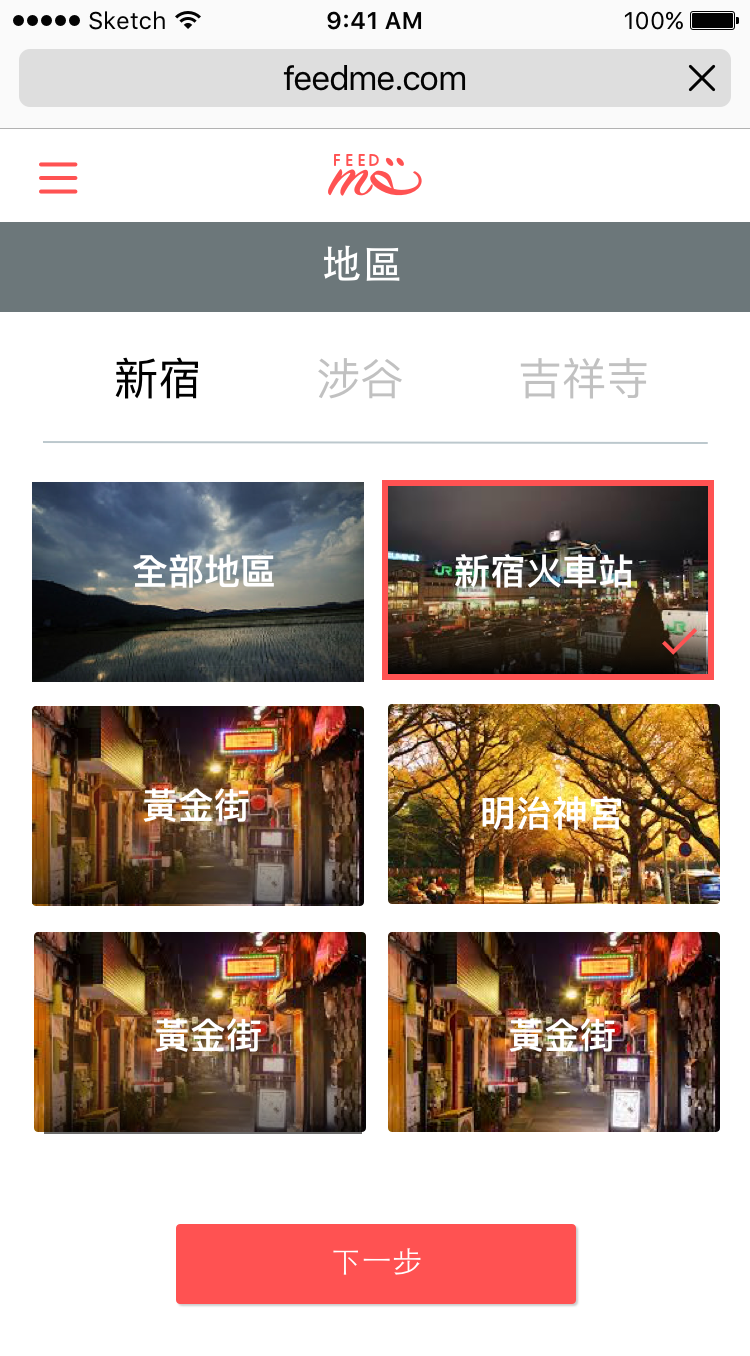 Sketch 9:41 AM 100%
feedme.com
FEED
me
地區
新宿 涉谷 吉祥寺
全部地區 新宿火車站
JR
JR
黃金街 明治神宮
黃金街 黃金街
下一步